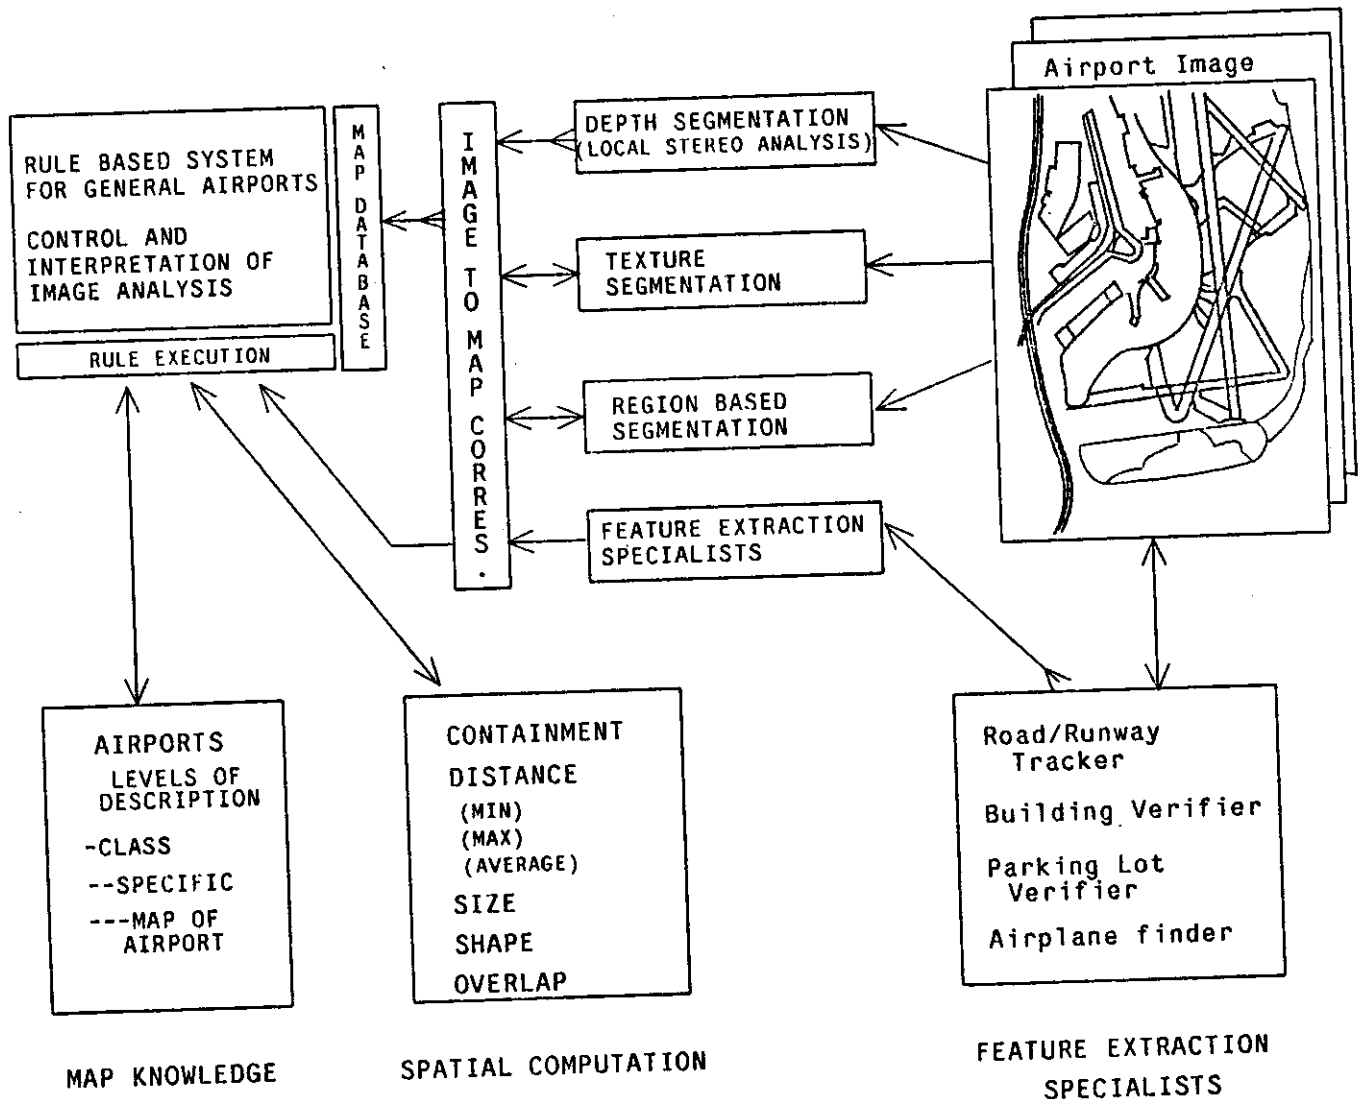 Airport Image
RULE BASED SYSTEM
FOR GENERAL AIRPORTS
CONTROL AND
INTERPRETATION OF
IMAGE ANALYSIS
RULE EXECUTION
MAP DATABASE
IMAGE TO MAP CORRES.
DEPTH SEGMENTATION
(LOCAL STEREO ANALYSIS)
TEXTURE
SEGMENTATION
REGION BASED
SEGMENTATION
FEATURE EXTRACTION
SPECIALISTS
AIRPORTS
LEVELS OF
DESCRIPTION
-CLASS
--SPECIFIC
---MAP OF
AIRPORT
MAP KNOWLEDGE
CONTAINMENT
DISTANCE
(MIN)
(MAX)
(AVERAGE)
SIZE
SHAPE
OVERLAP
SPATIAL COMPUTATION
Road/Runway
Tracker
Building Verifier
Parking Lot
Verifier
Airplane finder
FEATURE EXTRACTION
SPECIALISTS